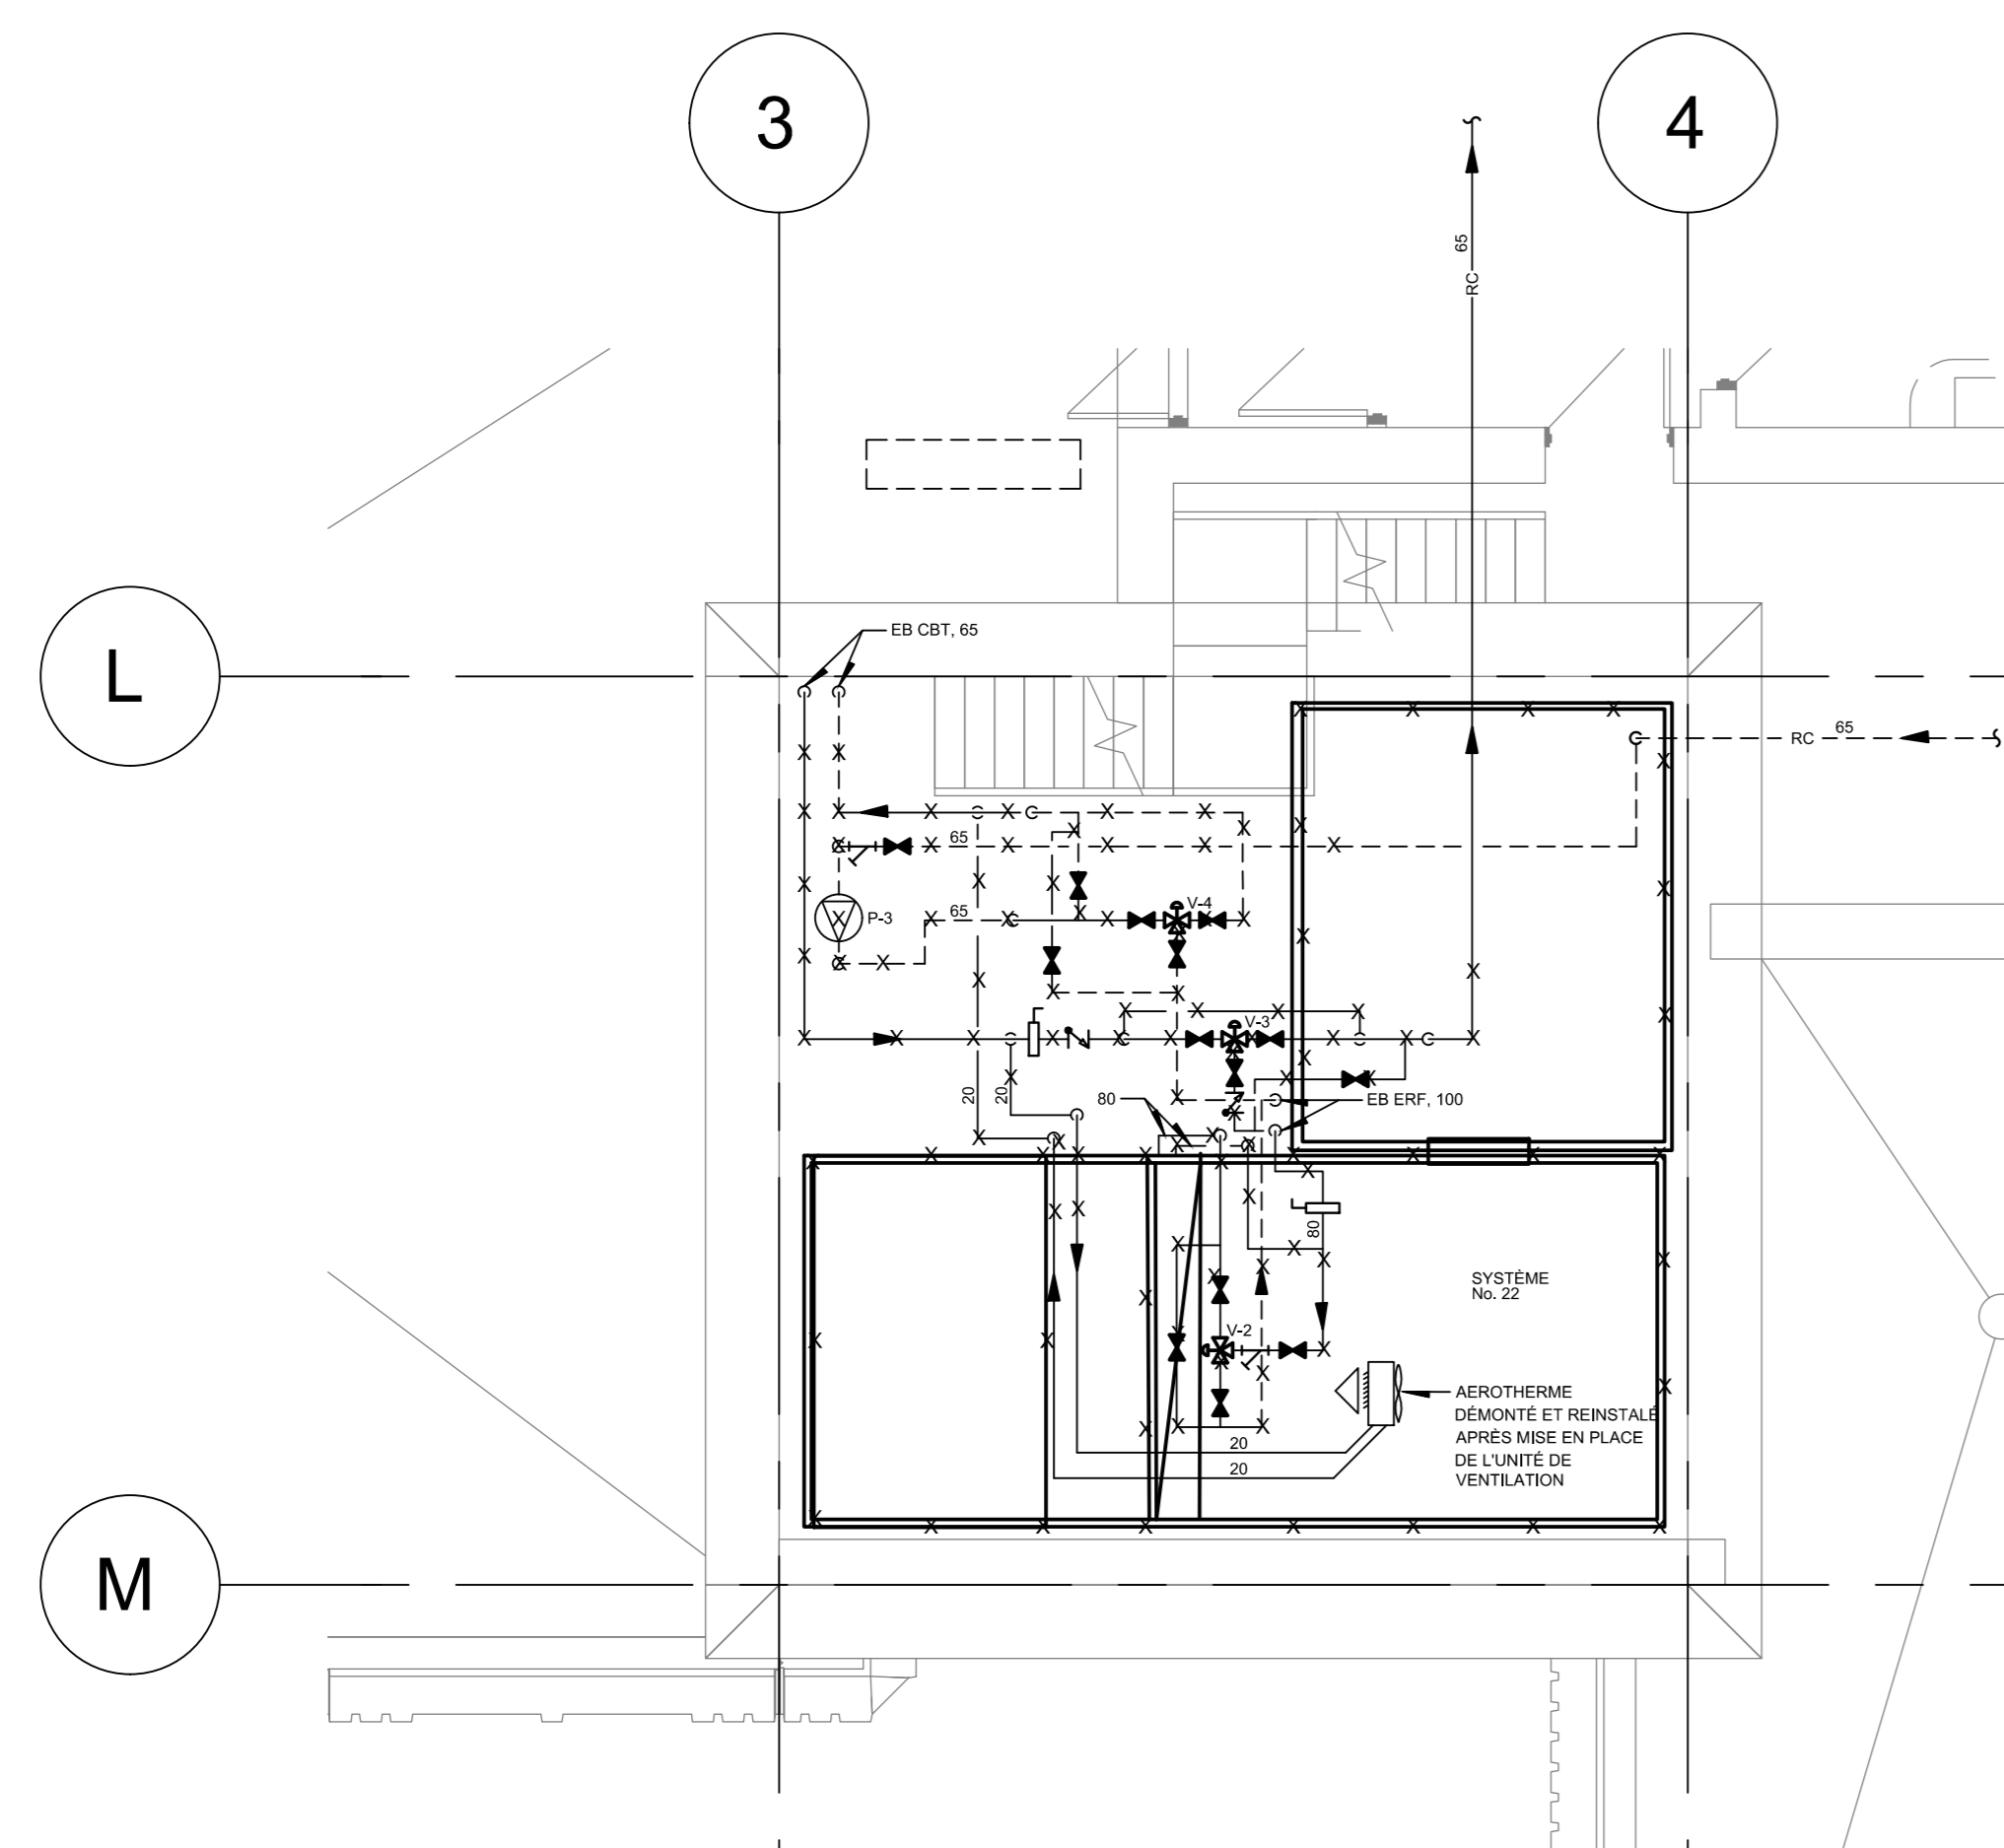 3
4
65
RC
L
EB CBT, 65
RC
65
65
V-4
65
P-3
V-3
20
20
80
EB ERF, 100
80
SYSTÈME
No. 22
V-2
AEROTHERME
DÉMONTÉ ET REINSTALÉ
APRÈS MISE EN PLACE
DE L'UNITÉ DE
VENTILATION
20
20
M